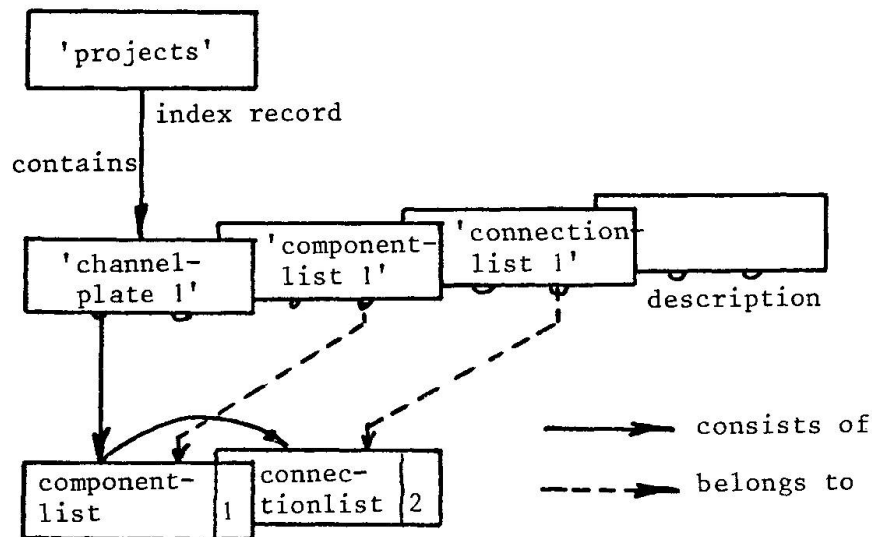 'projects'
index record
contains
'channel-
plate 1'
'component-
list 1'
'connection-
list 1'
description
consists of
belongs to
component-
list
1
connec-
tionlist
2